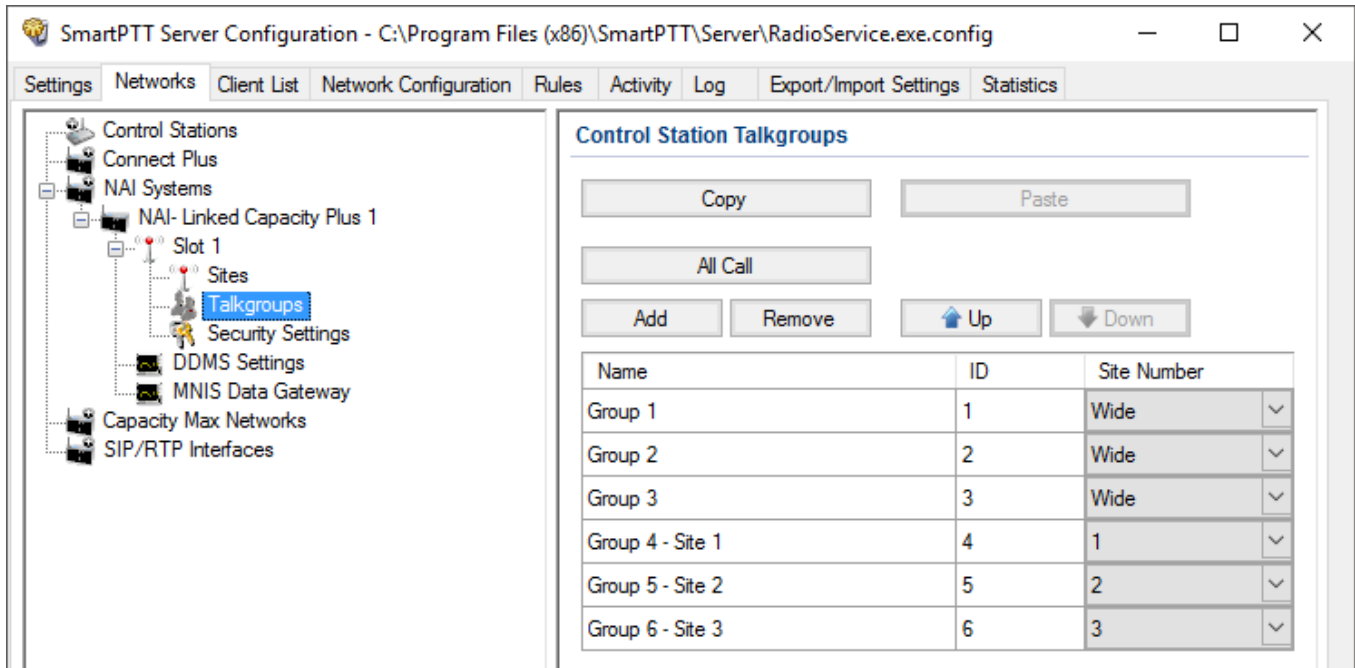 SmartPTT Server Configuration - C:\Program Files (x86)\SmartPTT\Server\RadioService.exe.config
Settings Networks Client List Network Configuration Rules Activity Log Export/Import Settings Statistics
Control Stations
Connect Plus
NAI Systems
NAI- Linked Capacity Plus 1
Slot 1
Sites
Talkgroups
Security Settings
DDMS Settings
MNIS Data Gateway
Capacity Max Networks
SIP/RTP Interfaces
Control Station Talkgroups
Copy Paste
All Call
Add Remove Up Down
Name ID Site Number
Group 1 1 Wide
Group 2 2 Wide
Group 3 3 Wide
Group 4 - Site 1 4 1
Group 5 - Site 2 5 2
Group 6 - Site 3 6 3